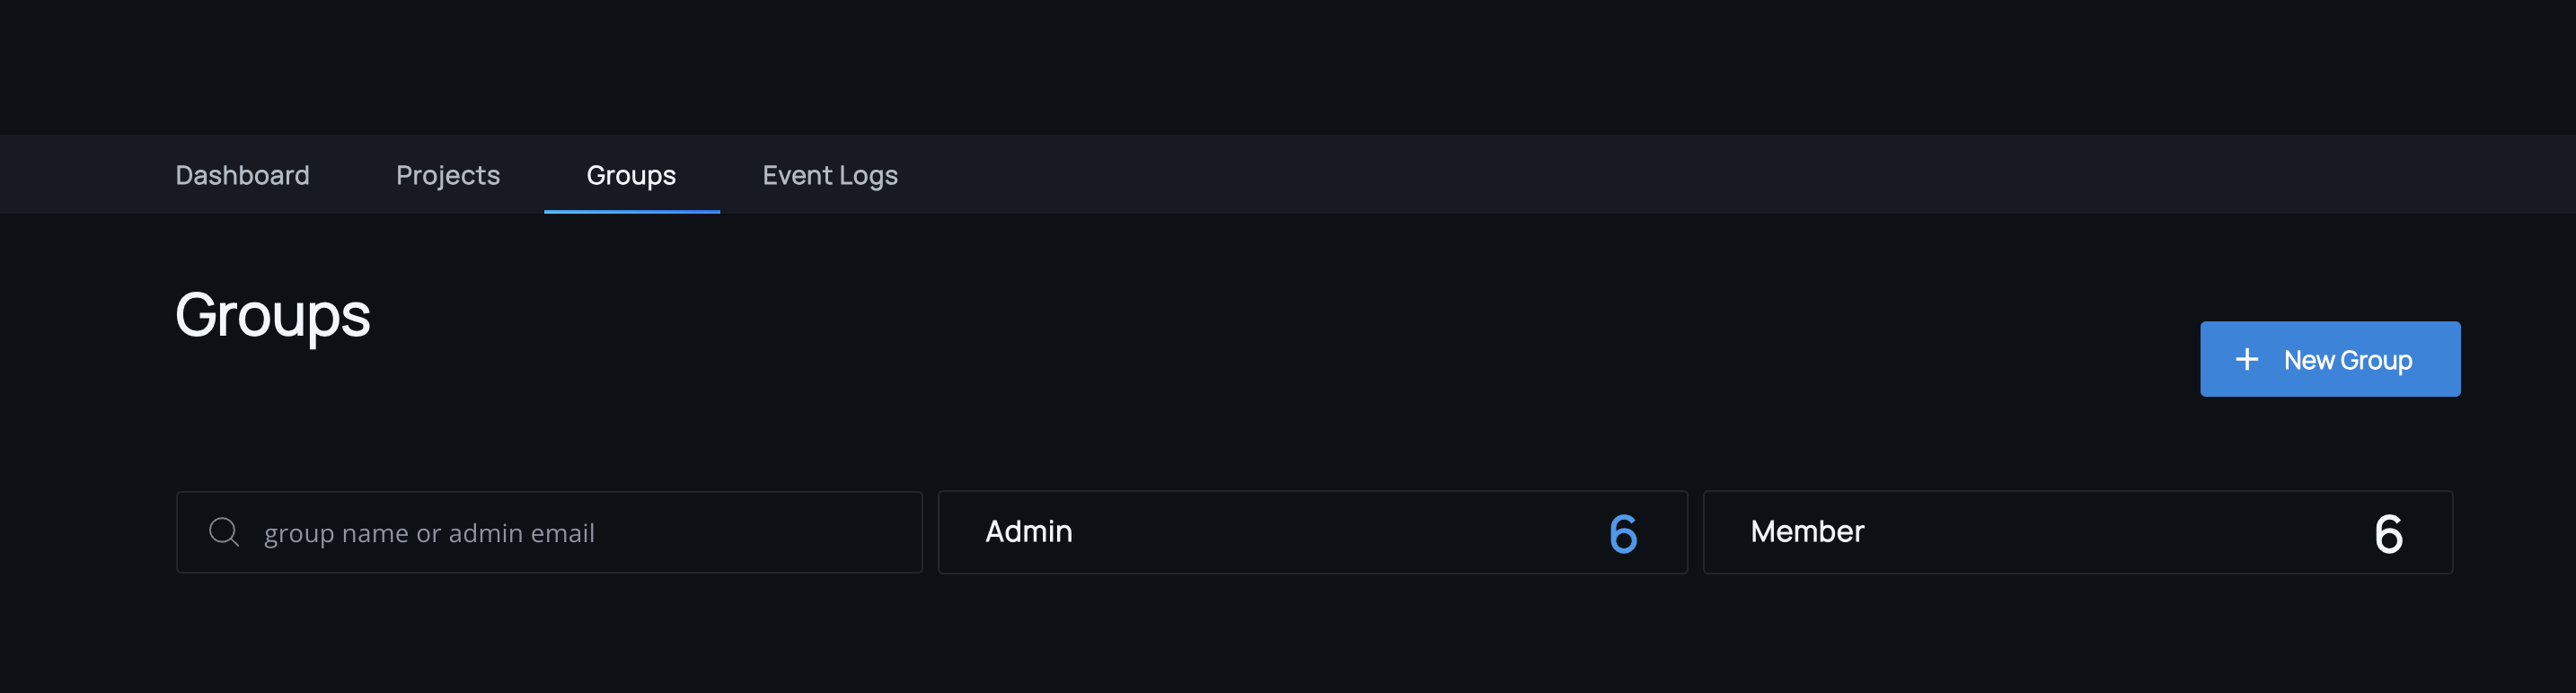 Dashboard Projects Groups Event Logs
Groups
New Group
group name or admin email
Admin 6
Member 6